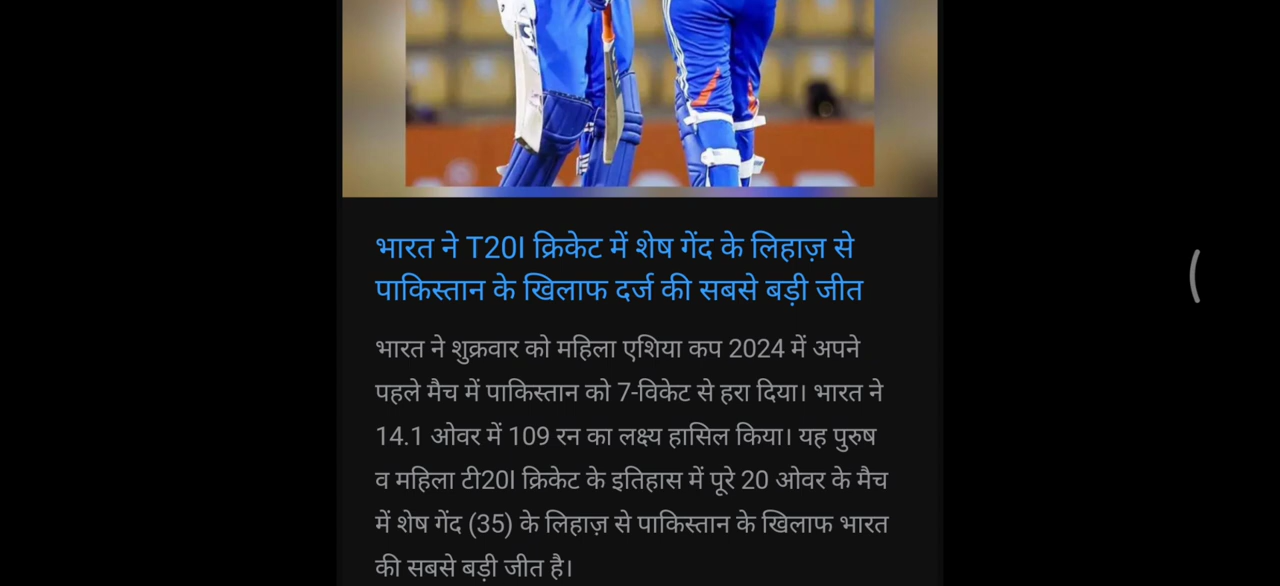 भारत ने T20I क्रिकेट में शेष गेंद के लिहाज़ से
पाकिस्तान के खिलाफ दर्ज की सबसे बड़ी जीत
भारत ने शुक्रवार को महिला एशिया कप 2024 में अपने
पहले मैच में पाकिस्तान को 7-विकेट से हरा दिया। भारत ने
14.1 ओवर में 109 रन का लक्ष्य हासिल किया। यह पुरुष
व महिला टी20I क्रिकेट के इतिहास में पूरे 20 ओवर के मैच
में शेष गेंद (35) के लिहाज़ से पाकिस्तान के खिलाफ भारत
की सबसे बड़ी जीत है।